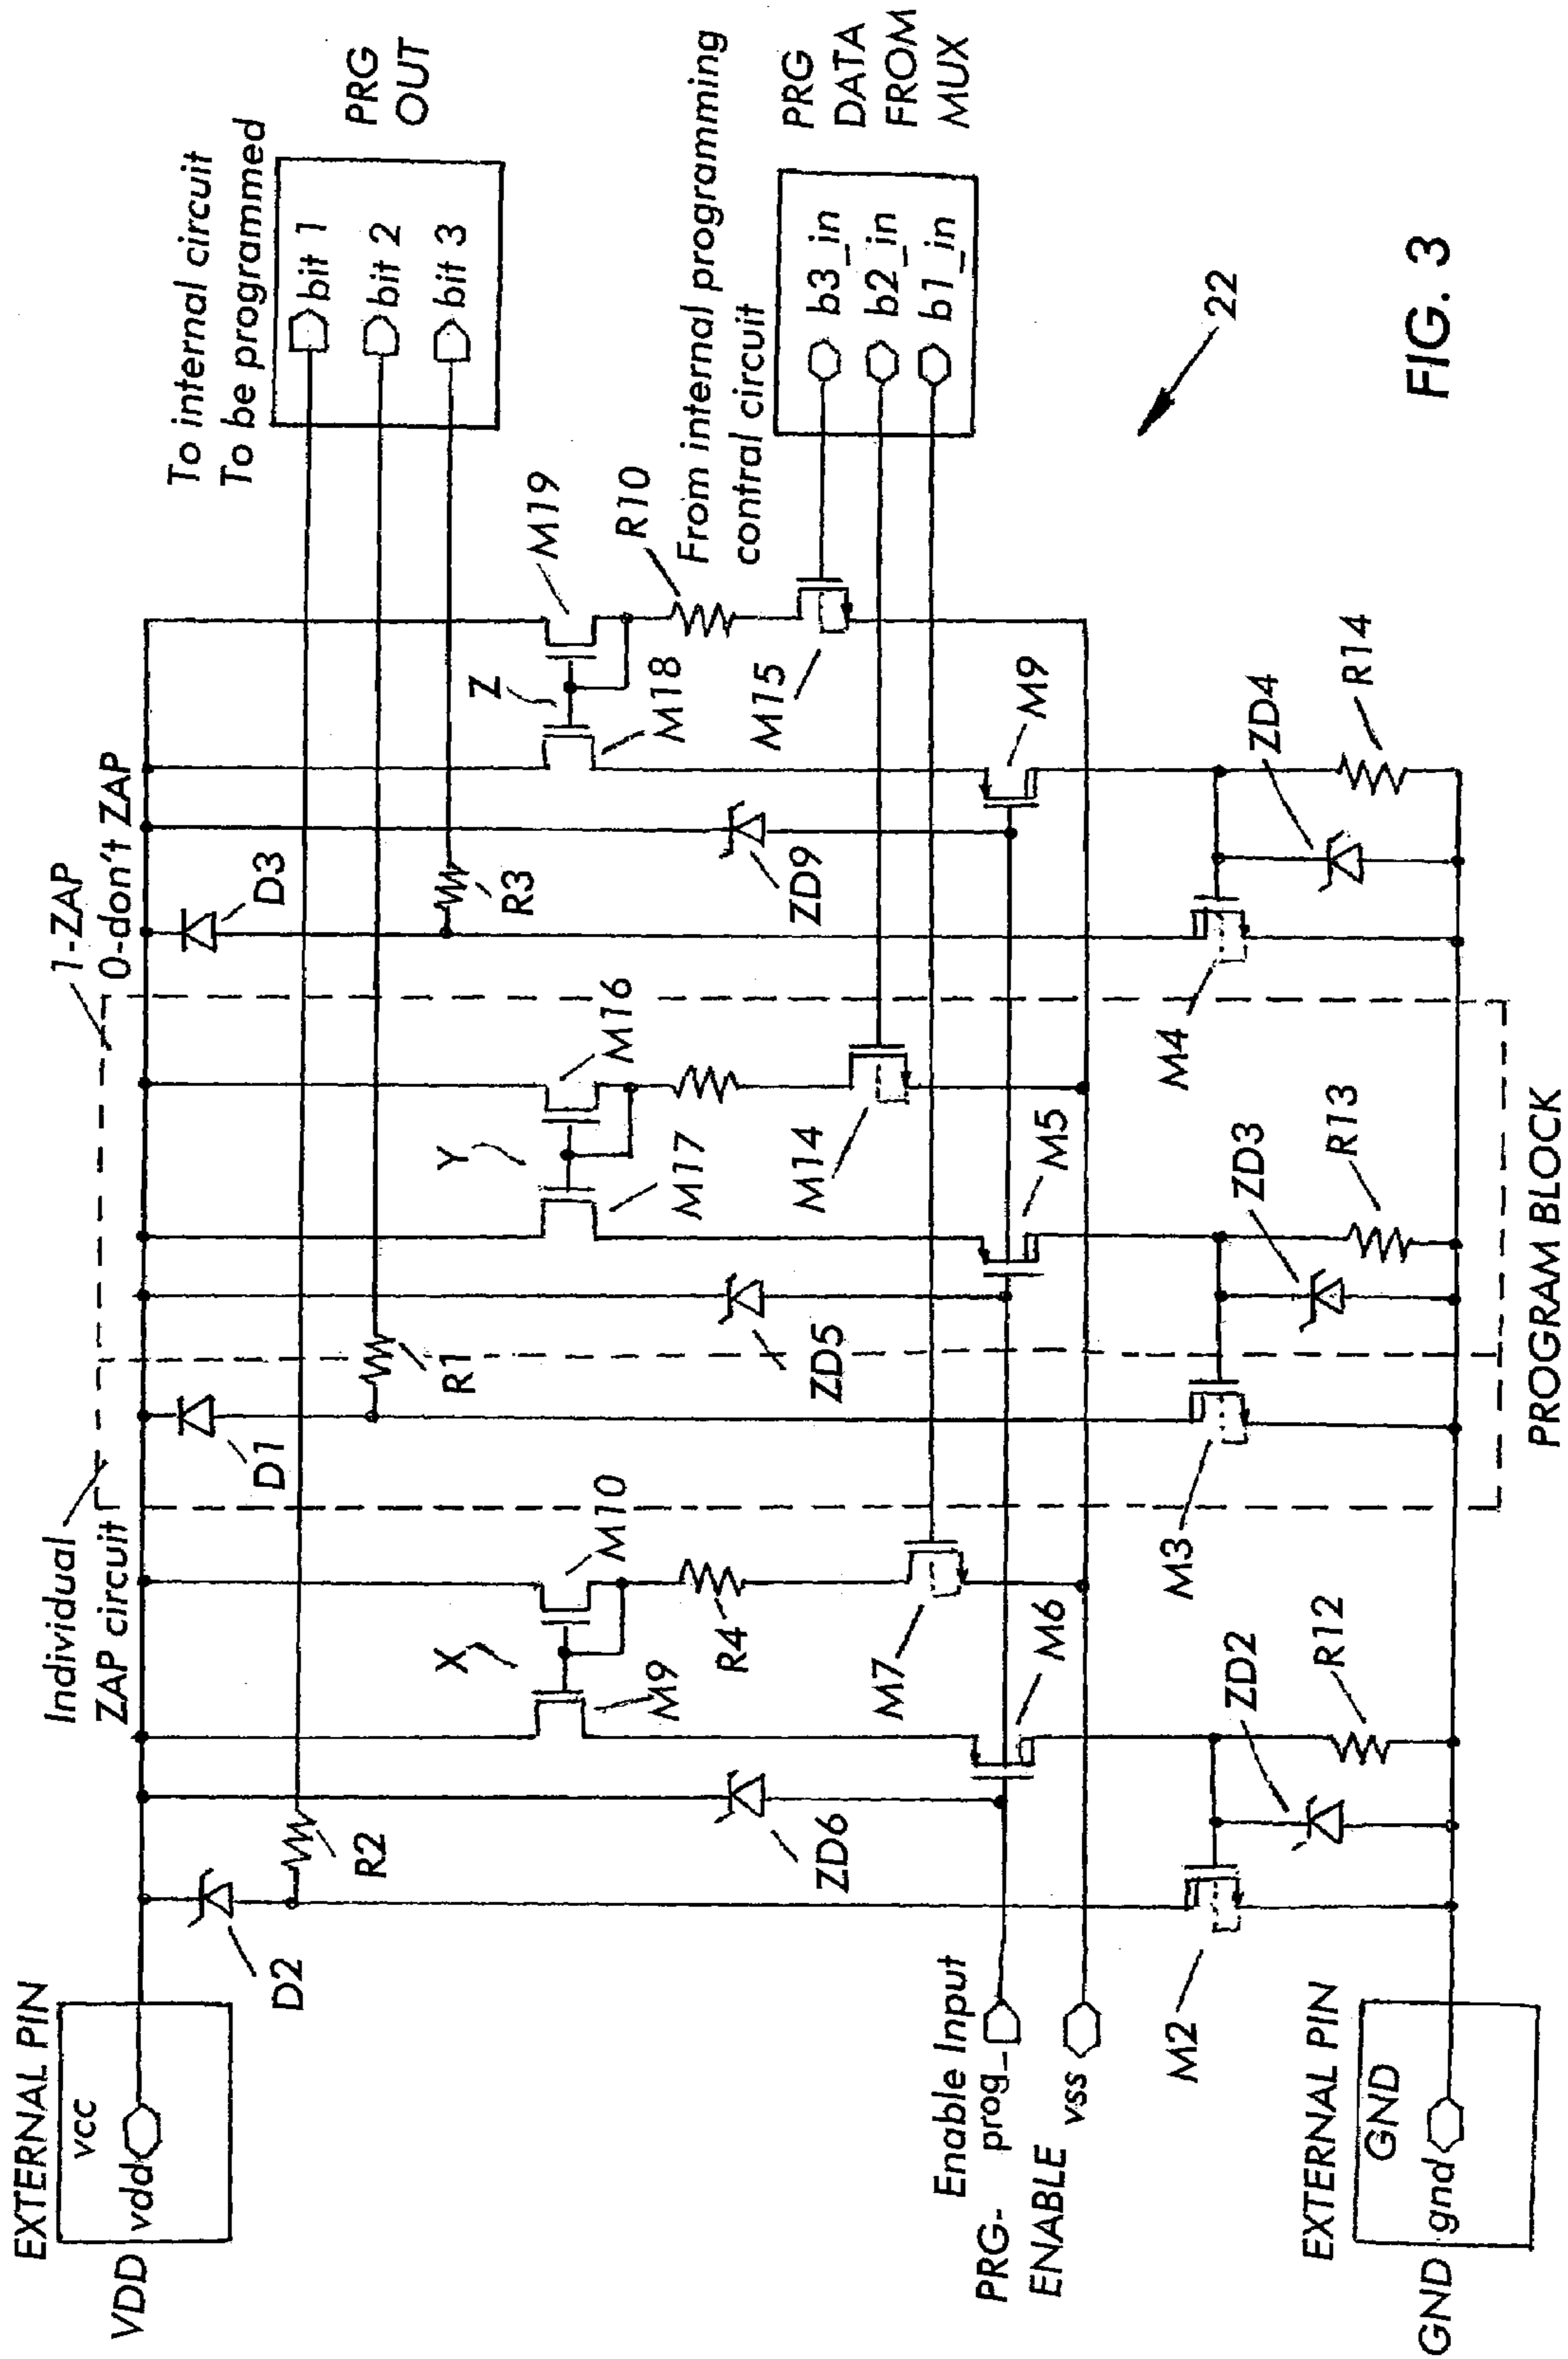 EXTERNAL PIN
vcc
vdd
VDD
D2
R2
ZD6
Individual
ZAP circuit
X
M9
M10
R4
M7
M6
ZD2
R12
M2
Enable Input
PRG- prog_
ENABLE vss
EXTERNAL PIN
GND
gnd
GND
D1
R1
ZD5
Y
M17
M16
M14
M5
ZD3
R13
M3
PROGRAM BLOCK
1-ZAP
0-don't ZAP
D3
R3
ZD9
Z
M18
M19
R10
M15
M9
ZD4
R14
M4
To internal circuit
To be programmed
bit 1
bit 2
bit 3
PRG
OUT
From internal programming
contral circuit
b3_in
b2_in
b1_in
PRG
DATA
FROM
MUX
22
FIG. 3